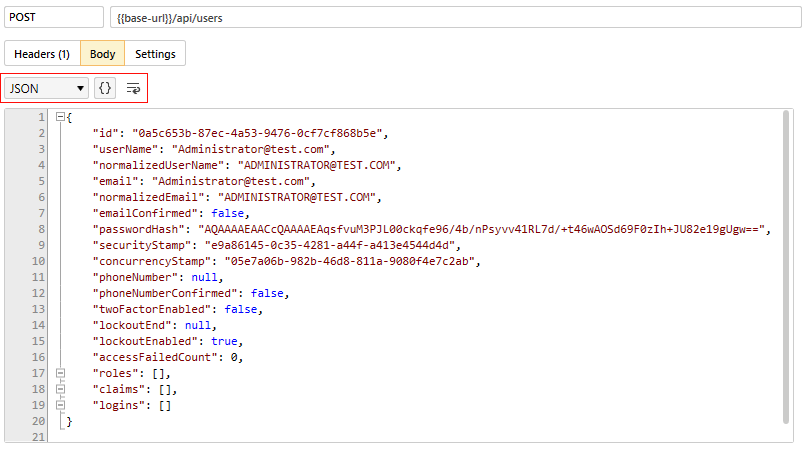 POST
{{base-url}}/api/users
Headers (1) Body Settings
JSON {}
1 {
2 "id": "0a5c653b-87ec-4a53-9476-0cf7cf868b5e",
3 "userName": "Administrator@test.com",
4 "normalizedUserName": "ADMINISTRATOR@TEST.COM",
5 "email": "Administrator@test.com",
6 "normalizedEmail": "ADMINISTRATOR@TEST.COM",
7 "emailConfirmed": false,
8 "passwordHash": "AQAAAAEAACcQAAAAEAqsfvuM3PJL00ckqfe96/4b/nPsyvv41RL7d/+t46wAOSd69F0zIh+JU82e19gUgw==",
9 "securityStamp": "e9a86145-0c35-4281-a44f-a413e4544d4d",
10 "concurrencyStamp": "05e7a06b-982b-46d8-811a-9080f4e7c2ab",
11 "phoneNumber": null,
12 "phoneNumberConfirmed": false,
13 "twoFactorEnabled": false,
14 "lockoutEnd": null,
15 "lockoutEnabled": true,
16 "accessFailedCount": 0,
17 "roles": [],
18 "claims": [],
19 "logins": []
20 }
21